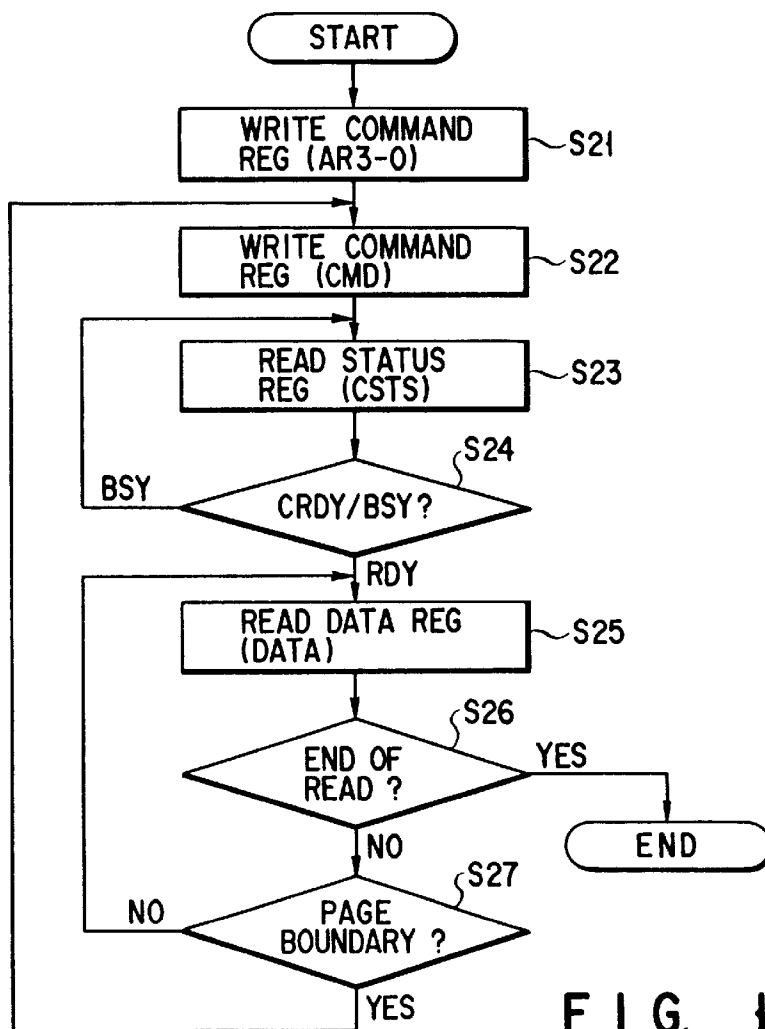 START
WRITE COMMAND
REG (AR3-0)
S21
WRITE COMMAND
REG (CMD)
S22
READ STATUS
REG (CSTS)
S23
S24
BSY
CRDY/BSY?
RDY
READ DATA REG
(DATA)
S25
S26
END OF
READ ?
YES
END
NO
S27
NO
PAGE
BOUNDARY ?
YES
FIG.